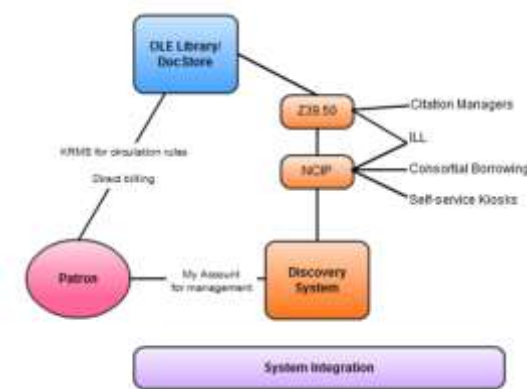 OLE Library/
DocStore
Z39.50
Citation Managers
ILL
KRMS for circulation rules
NCIP
Consortial Borrowing
Direct billing
Self-service Kiosks
Patron
My Account
for management
Discovery
System
System Integration